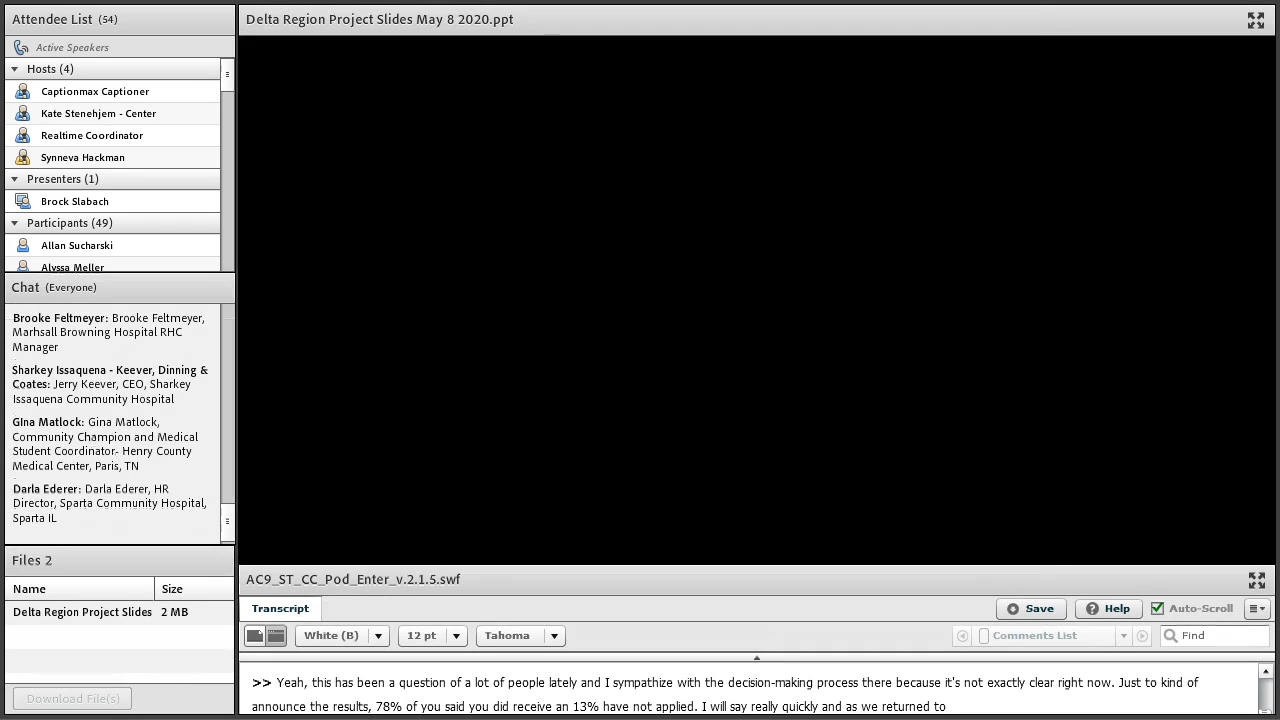 Attendee List (54)
Active Speakers
Hosts (4)
Captionmax Captioner
Kate Stenehjem - Center
Realtime Coordinator
Synneva Hackman
Presenters (1)
Brock Slabach
Participants (49)
Allan Sucharski
Alyssa Meller
Chat (Everyone)
Brooke Feltmeyer: Brooke Feltmeyer,
Marhsall Browning Hospital RHC
Manager
Sharkey Issaquena - Keever, Dinning &
Coates: Jerry Keever, CEO, Sharkey
Issaquena Community Hospital
GIna Matlock: Gina Matlock,
Community Champion and Medical
Student Coordinator- Henry County
Medical Center, Paris, TN
Darla Ederer: Darla Ederer, HR
Director, Sparta Community Hospital,
Sparta IL
Files 2
Name Size
Delta Region Project Slides 2 MB
Download File(s)
Delta Region Project Slides May 8 2020.ppt
AC9_ST_CC_Pod_Enter_v.2.1.5.swf
Transcript Save Help Auto-Scroll
White (B) 12 pt Tahoma Comments List Find
>> Yeah, this has been a question of a lot of people lately and I sympathize with the decision-making process there because it's not exactly clear right now. Just to kind of
announce the results, 78% of you said you did receive an 13% have not applied. I will say really quickly and as we returned to